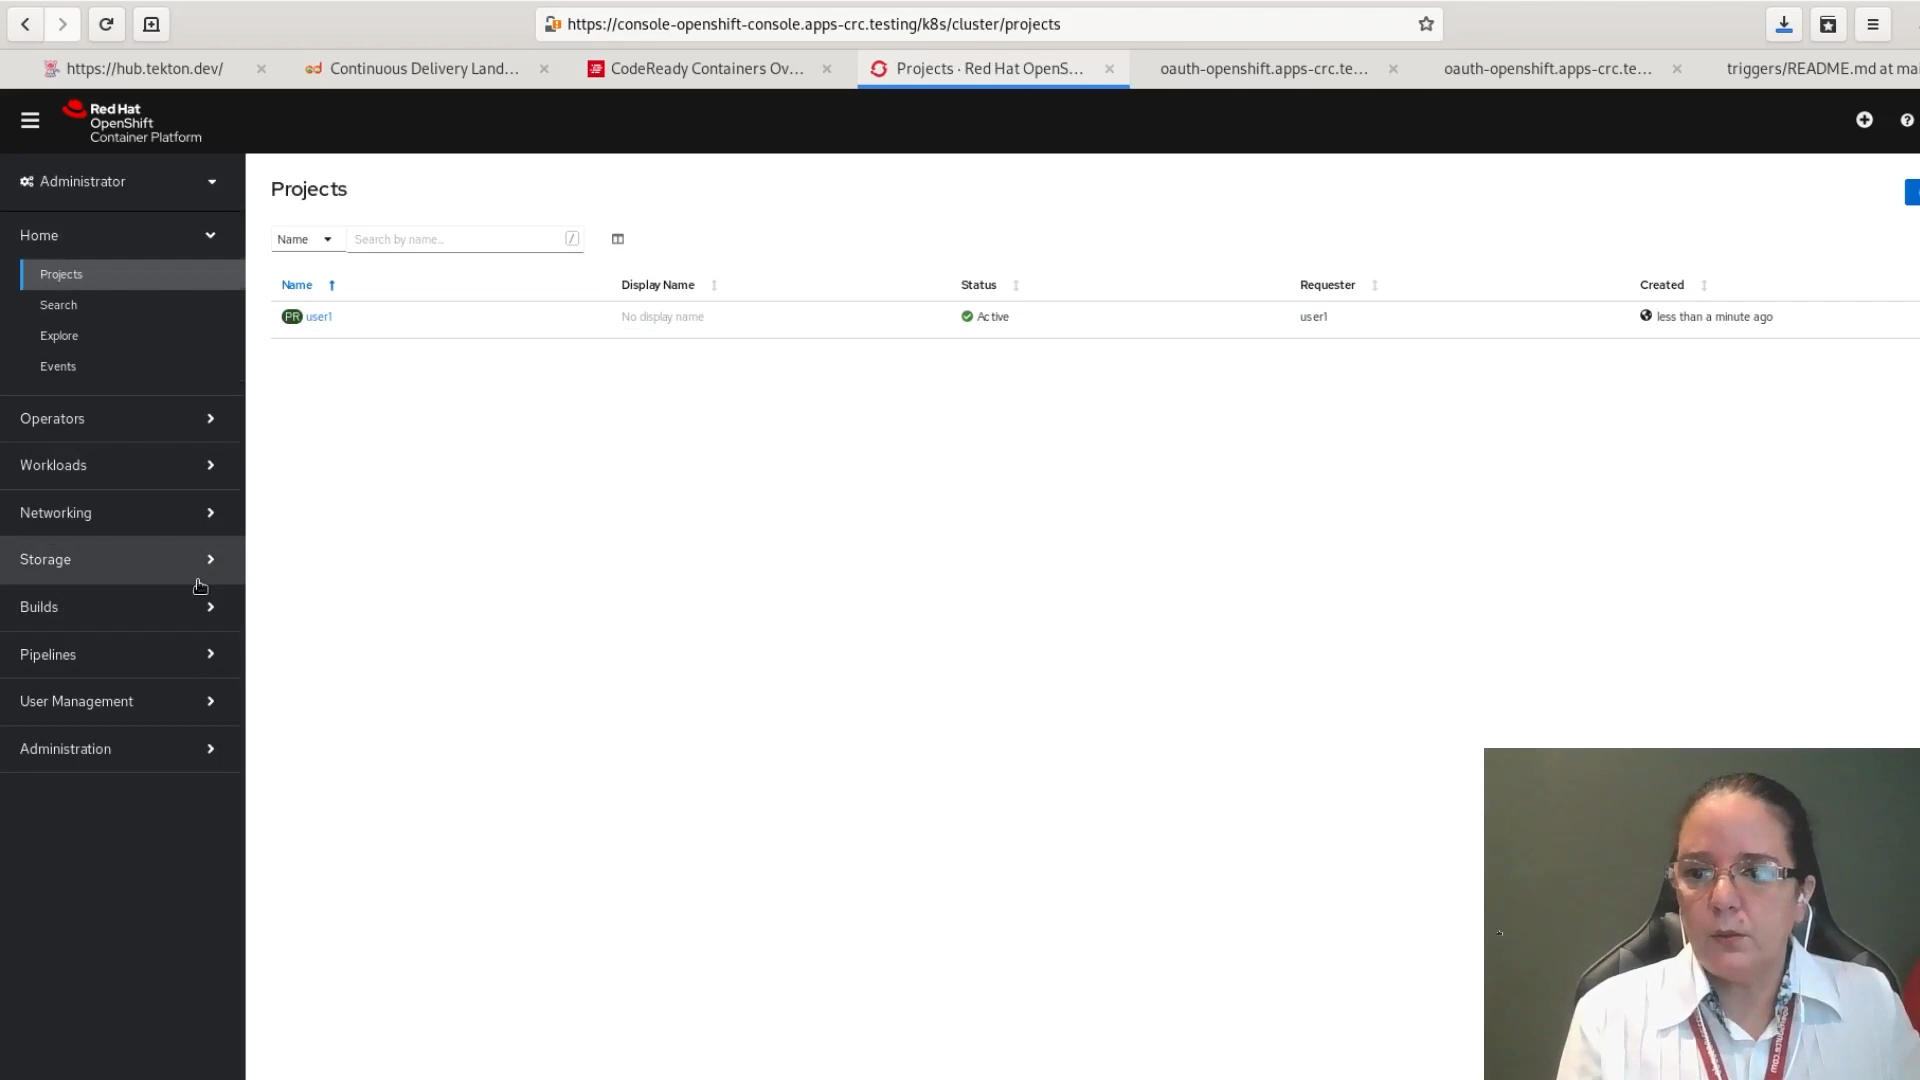 https://console-openshift-console.apps-crc.testing/k8s/cluster/projects
https://hub.tekton.dev/
Continuous Delivery Land...
CodeReady Containers Ov...
Projects · Red Hat OpenS...
oauth-openshift.apps-crc.te...
oauth-openshift.apps-crc.te...
triggers/README.md at mai
Red Hat
OpenShift
Container Platform
Administrator
Home
Projects
Search
Explore
Events
Operators
Workloads
Networking
Storage
Builds
Pipelines
User Management
Administration
Projects
Name
Search by name...
/
Name
Display Name
Status
Requester
Created
PR user1
No display name
Active
user1
less than a minute ago